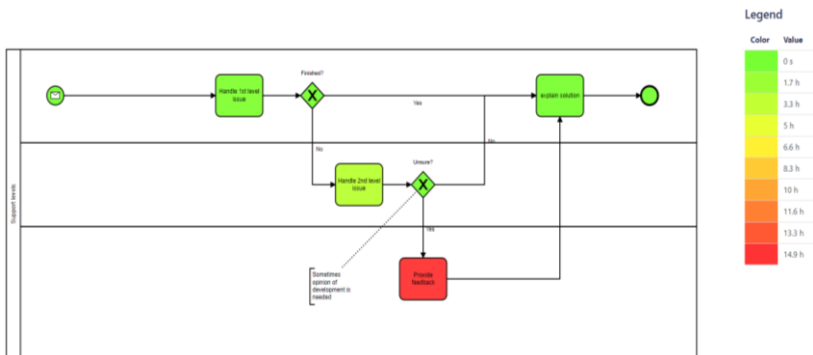 Legend
Color Value
0 s
1.7 h
3.3 h
5 h
6.6 h
8.3 h
10 h
11.6 h
13.3 h
14.9 h
Support levels
Finished?
Handle 1st level
issue
Yes
explain solution
No
No
Unsure?
Handle 2nd level
issue
Yes
Sometimes
opinion of
development is
needed
Provide
feedback